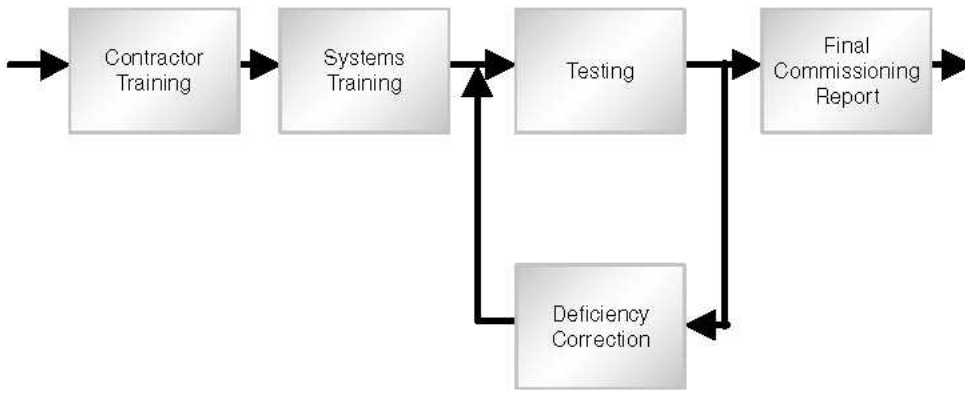 Contractor
Training
Systems
Training
Testing
Final
Commissioning
Report
Deficiency
Correction